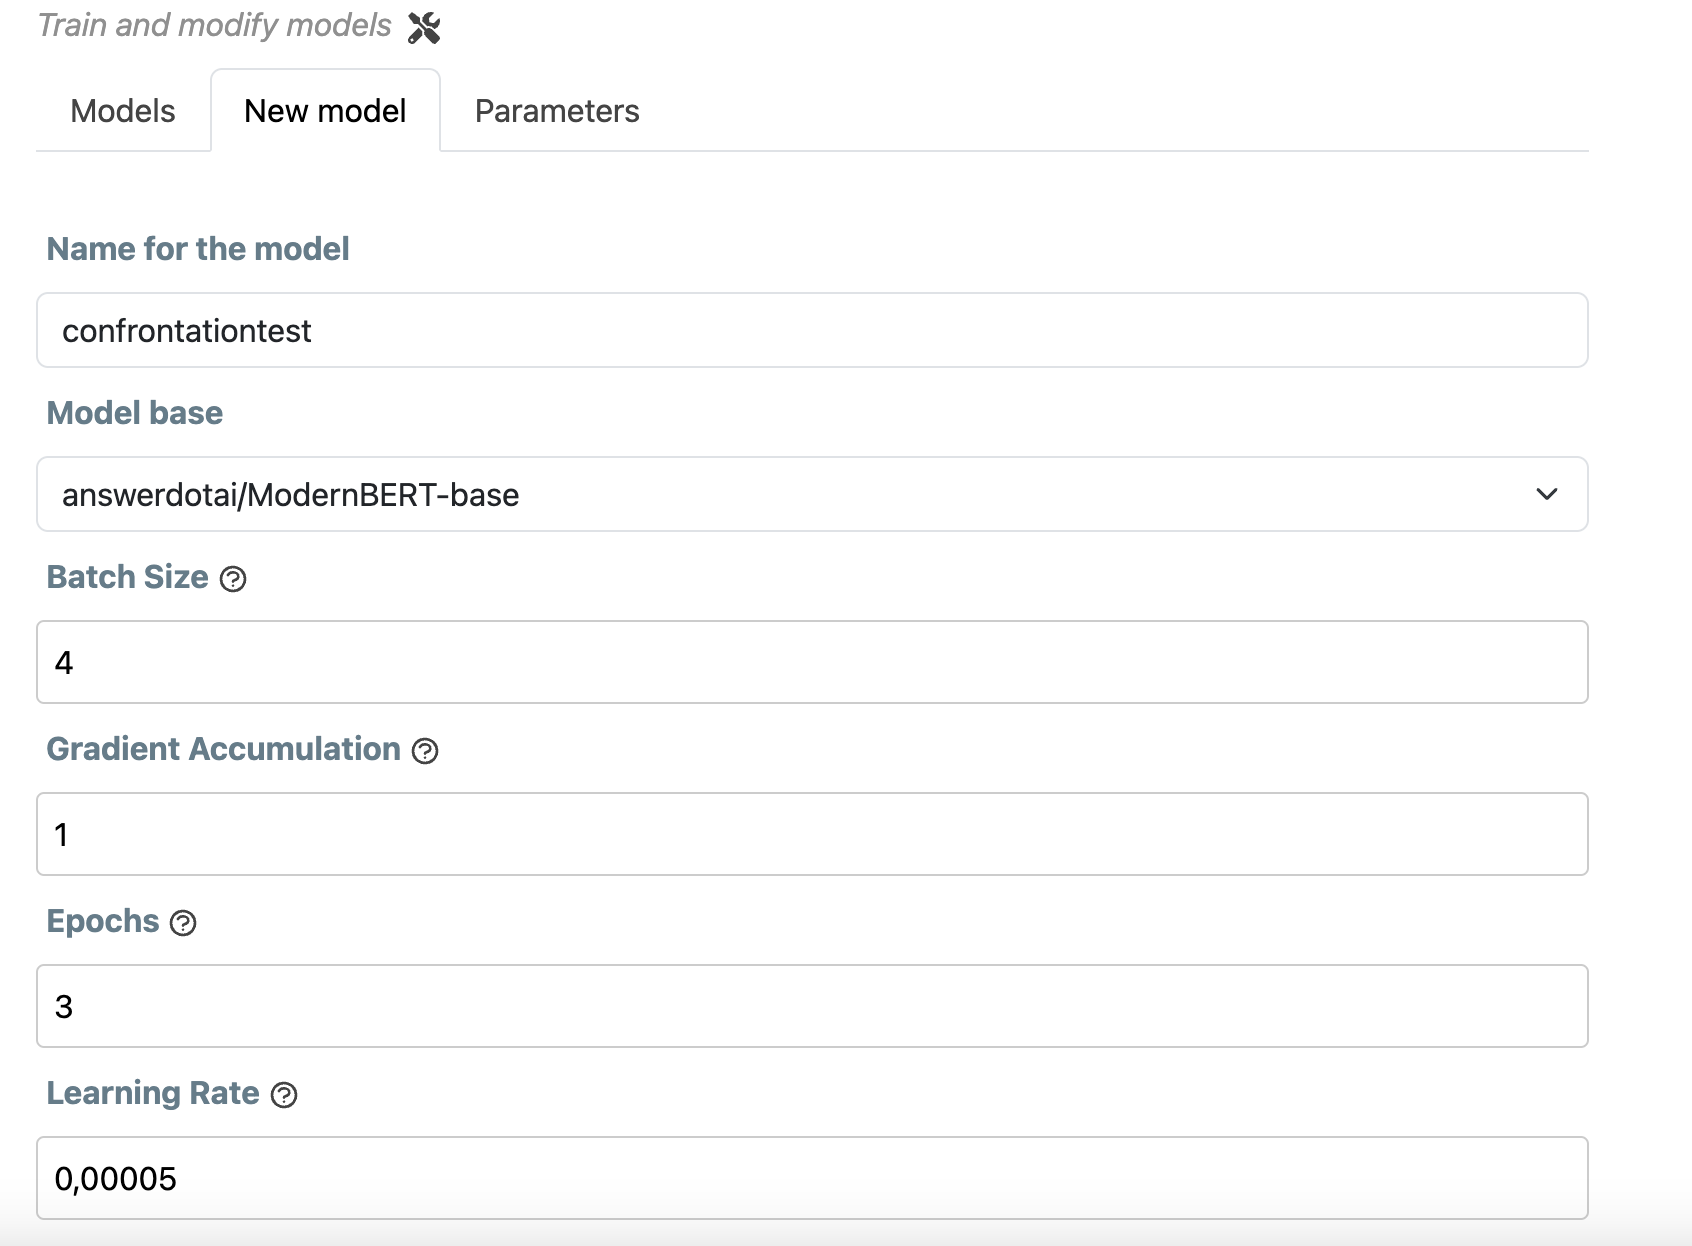 Train and modify models
Models New model Parameters
Name for the model
confrontationtest
Model base
answerdotai/ModernBERT-base
Batch Size ?
4
Gradient Accumulation ?
1
Epochs ?
3
Learning Rate ?
0,00005